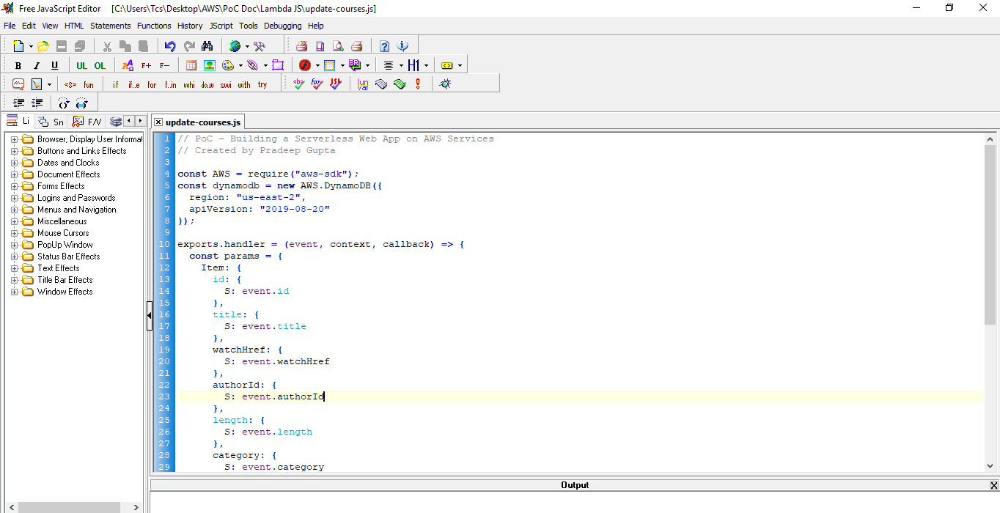 Free JavaScript Editor    [C:\Users\Tcs\Desktop\AWS\PoC Doc\Lambda JS\update-courses.js]
File Edit View HTML Statements Functions History JScript Tools Debugging Help
B I U UL OL F+ F- H1
<S> fun if if..e for f..in whi do.w swi with try <b> for JS! fun var
Li Sn F/V
update-courses.js
Browser, Display User Informat
Buttons and Links Effects
Dates and Clocks
Document Effects
Forms Effects
Logins and Passwords
Menus and Navigation
Miscellaneous
Mouse Cursors
PopUp Window
Status Bar Effects
Text Effects
Title Bar Effects
Window Effects
1 // PoC - Building a Serverless Web App on AWS Services
2 // Created by Pradeep Gupta
3
4 const AWS = require("aws-sdk");
5 const dynamodb = new AWS.DynamoDB({
6   region: "us-east-2",
7   apiVersion: "2019-08-20"
8 });
9
10 exports.handler = (event, context, callback) => {
11   const params = {
12     Item: {
13       id: {
14         S: event.id
15       },
16       title: {
17         S: event.title
18       },
19       watchHref: {
20         S: event.watchHref
21       },
22       authorId: {
23         S: event.authorId
24       },
25       length: {
26         S: event.length
27       },
28       category: {
29         S: event.category
Output